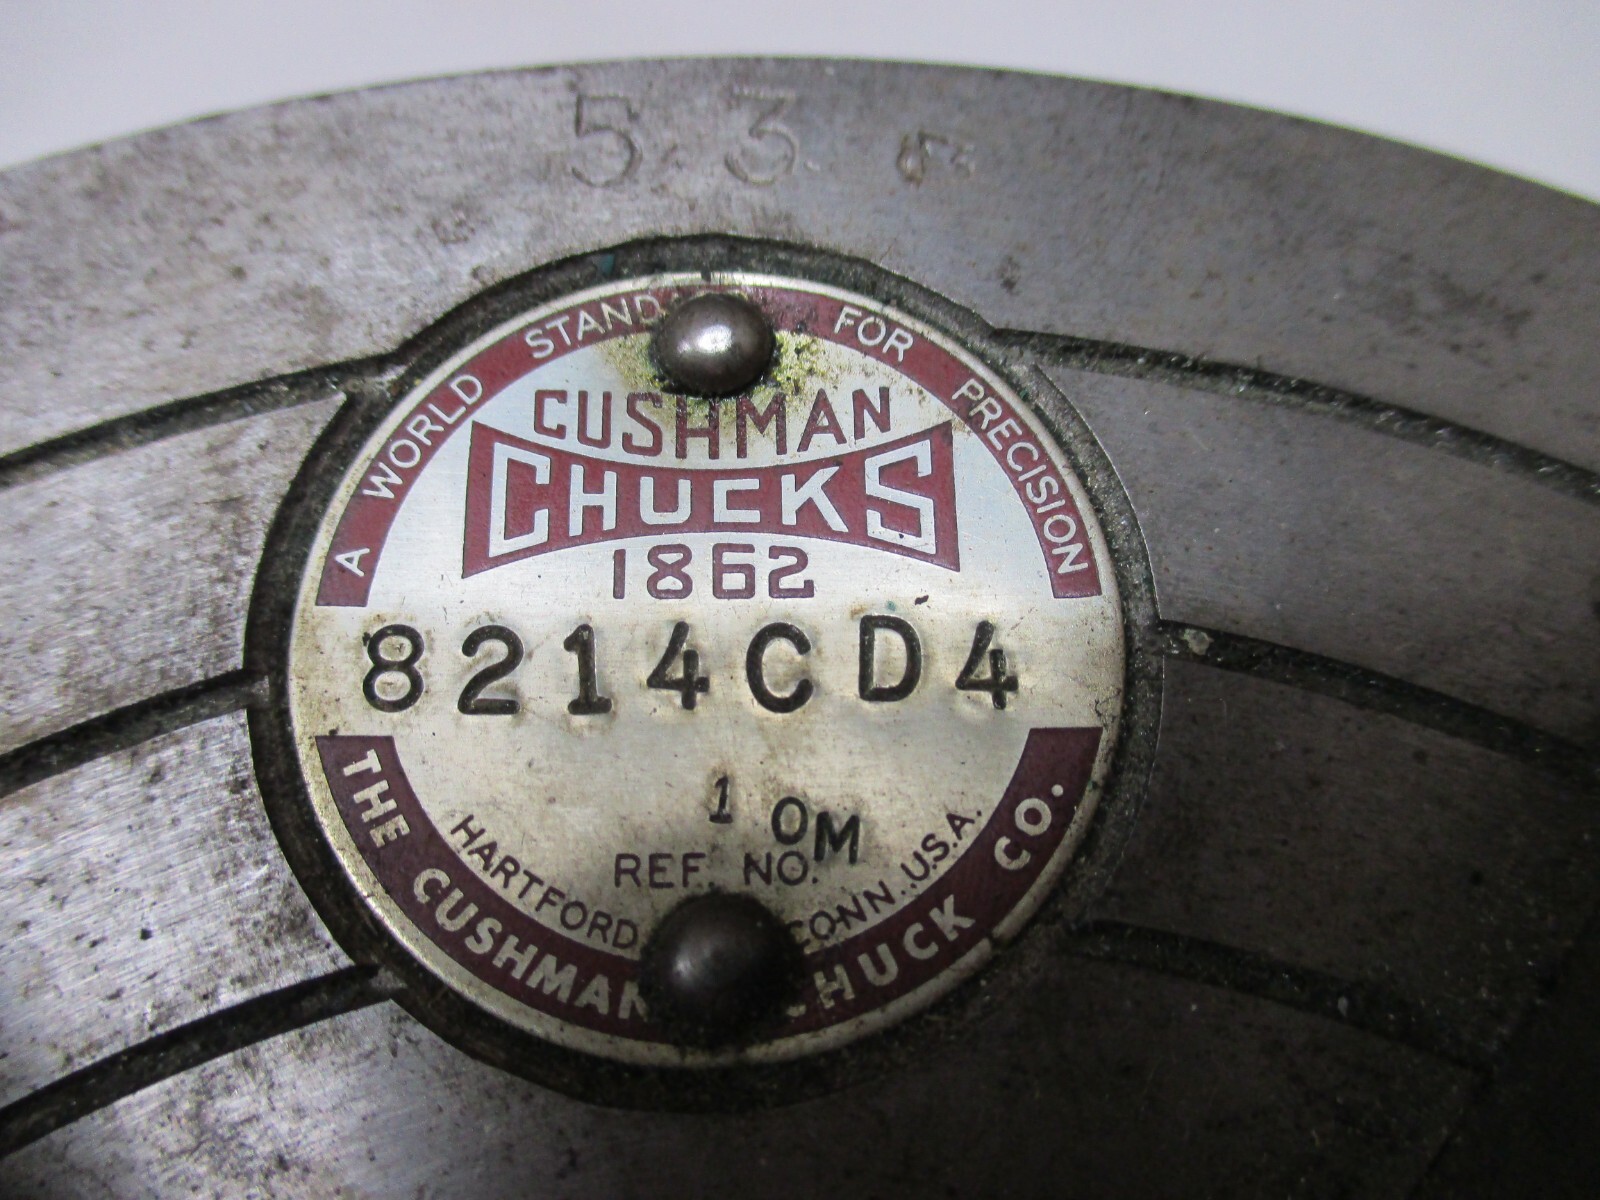 5 3
A WORLD STANDARD FOR PRECISION
CUSHMAN
CHUCKS
1862
8214CD4
1 0M
REF. NO.
HARTFORD CONN. U.S.A.
THE CUSHMAN CHUCK CO.